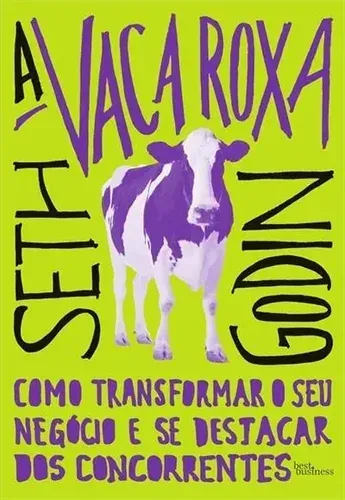 A VACA ROXA
SETH
GODIN
COMO TRANSFORMAR O SEU
NEGÓCIO E SE DESTACAR
DOS CONCORRENTES
best.
business